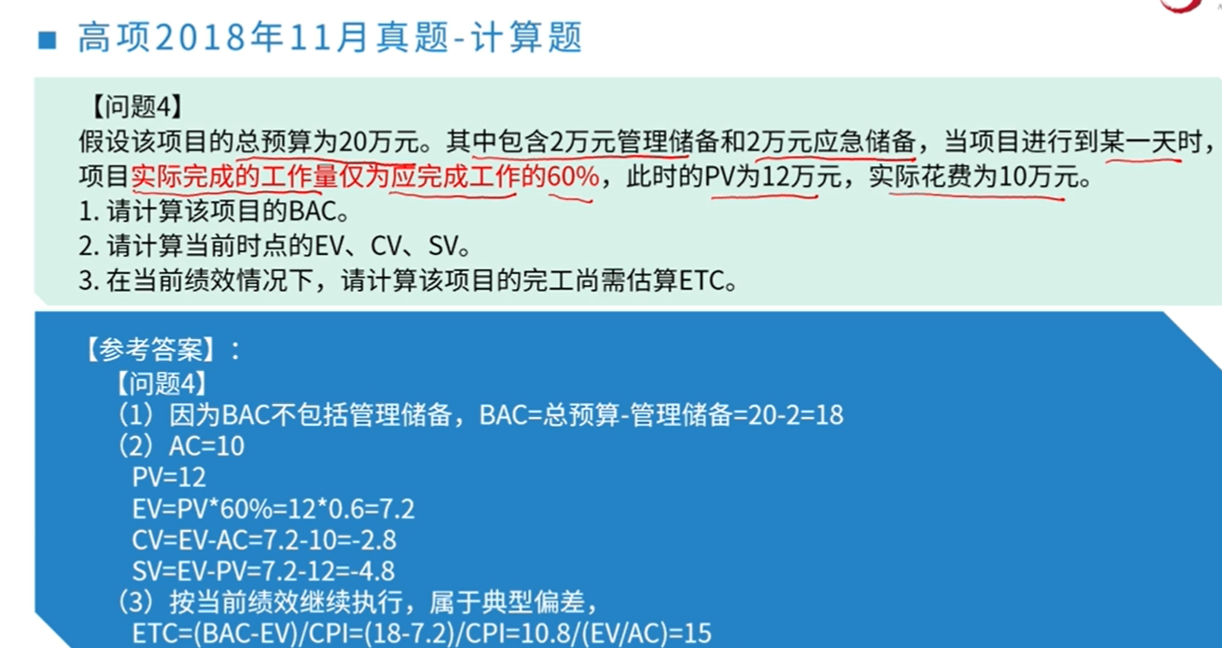 高项2018年11月真题-计算题
【问题4】
假设该项目的总预算为20万元。其中包含2万元管理储备和2万元应急储备，当项目进行到某一天时，
项目实际完成的工作量仅为应完成工作的60%，此时的PV为12万元，实际花费为10万元。
1. 请计算该项目的BAC。
2. 请计算当前时点的EV、CV、SV。
3. 在当前绩效情况下，请计算该项目的完工尚需估算ETC。
【参考答案】：
【问题4】
（1）因为BAC不包括管理储备，BAC=总预算-管理储备=20-2=18
（2）AC=10
PV=12
EV=PV*60%=12*0.6=7.2
CV=EV-AC=7.2-10=-2.8
SV=EV-PV=7.2-12=-4.8
（3）按当前绩效继续执行，属于典型偏差，
ETC=(BAC-EV)/CPI=(18-7.2)/CPI=10.8/(EV/AC)=15